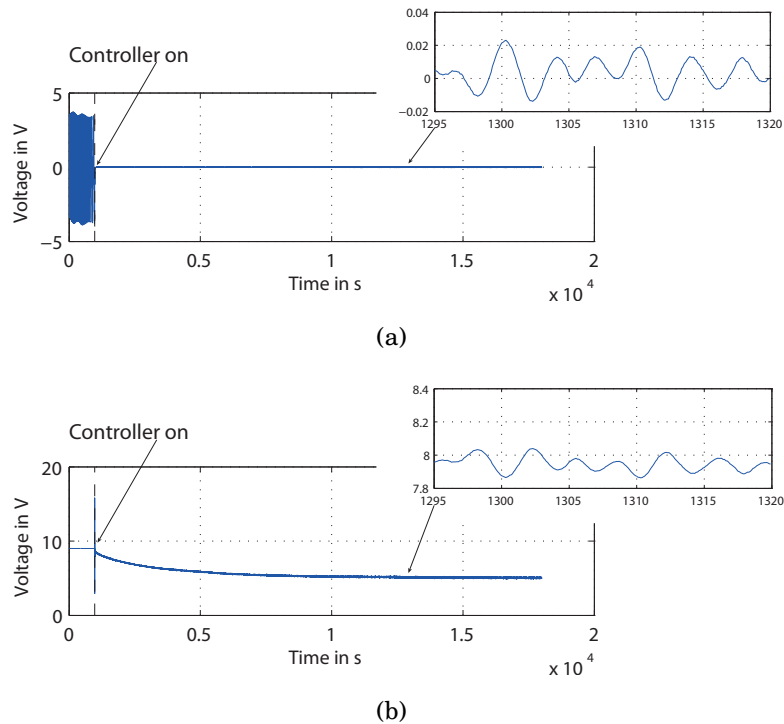 Controller on
0.04
0.02
0
−0.02
1295 1300 1305 1310 1315 1320
5
0
−5
Voltage in V
0 0.5 1 1.5 2
Time in s
x 10 4
(a)
Controller on
8.4
8.2
8
7.8
1295 1300 1305 1310 1315 1320
20
10
0
Voltage in V
0 0.5 1 1.5 2
Time in s
x 10 4
(b)